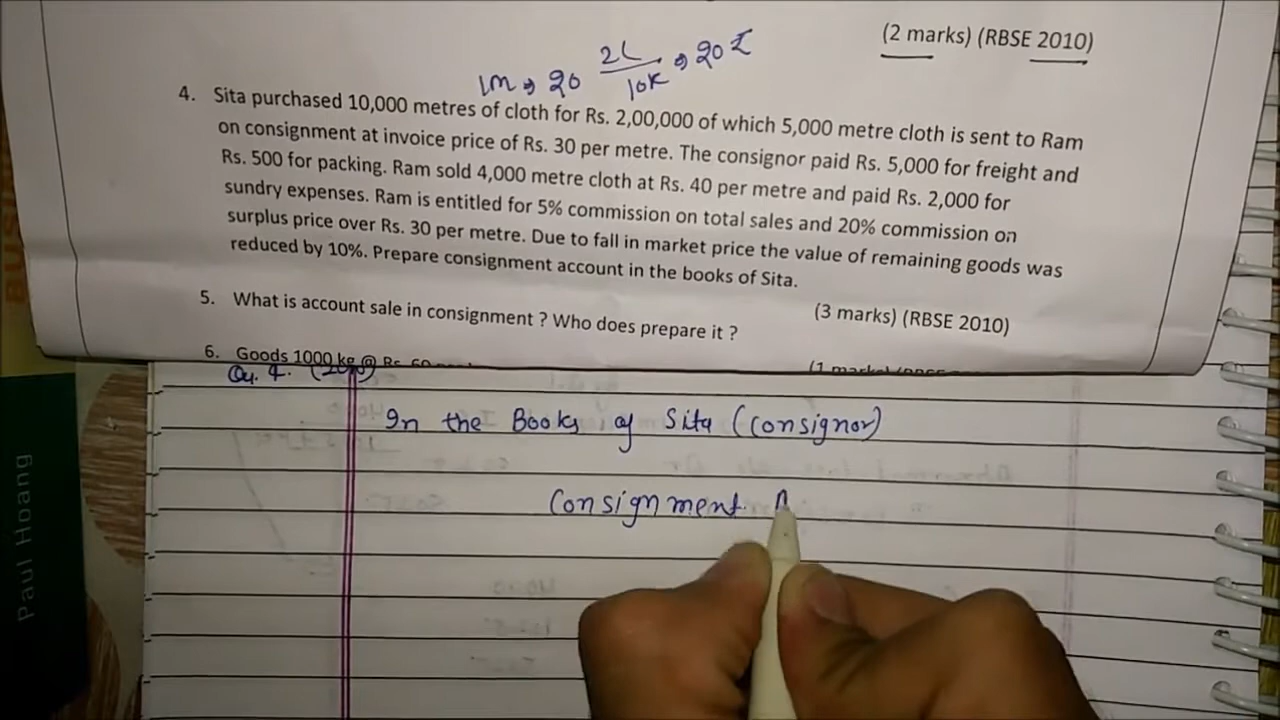 (2 marks) (RBSE 2010)
1m → 20 2L/10K → 20 ₹
4. Sita purchased 10,000 metres of cloth for Rs. 2,00,000 of which 5,000 metre cloth is sent to Ram
on consignment at invoice price of Rs. 30 per metre. The consignor paid Rs. 5,000 for freight and
Rs. 500 for packing. Ram sold 4,000 metre cloth at Rs. 40 per metre and paid Rs. 2,000 for
sundry expenses. Ram is entitled for 5% commission on total sales and 20% commission on
surplus price over Rs. 30 per metre. Due to fall in market price the value of remaining goods was
reduced by 10%. Prepare consignment account in the books of Sita.
(3 marks) (RBSE 2010)
5. What is account sale in consignment ? Who does prepare it ?
6. Goods 1000 kg @ Rs. 60
Qu. 4. (2010)
In the Books of Sita (Consignor)
Consignment A
Paul Hoang